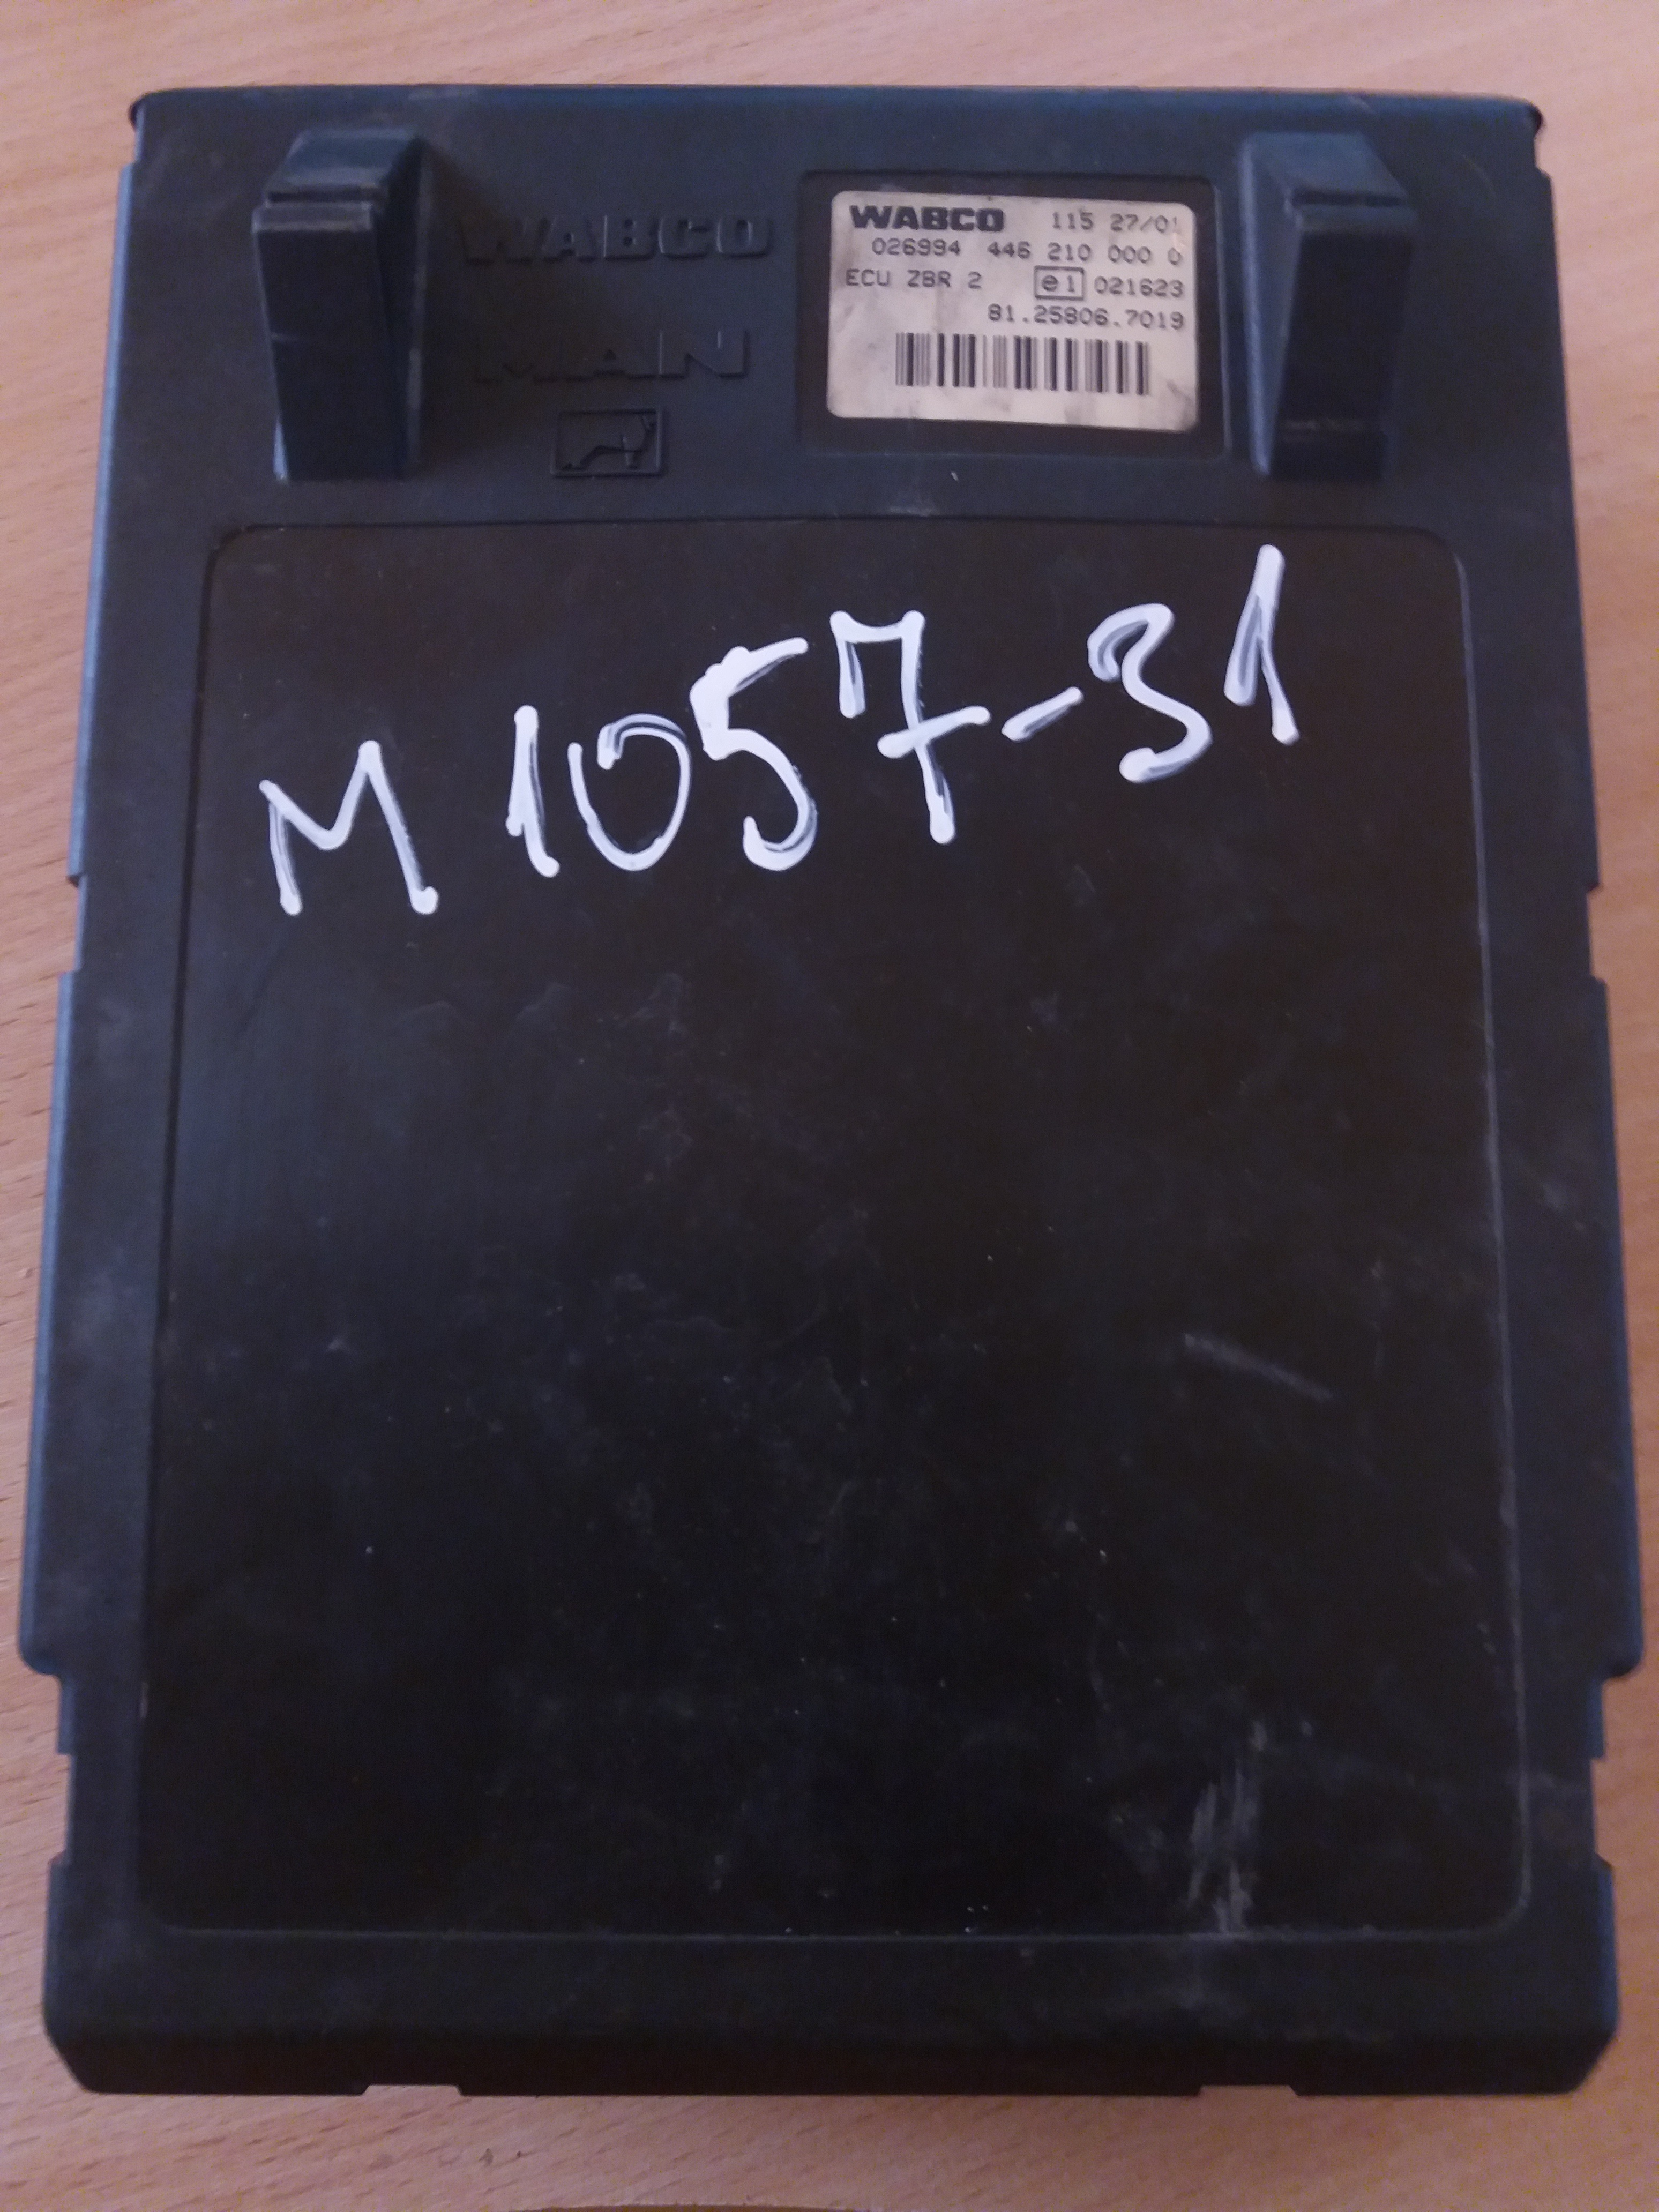 WABCO
MAN
WABCO 115 27/01
026994 446 210 000 0
ECU ZBR 2 e1 021623
81.25806.7019
M 1057-31